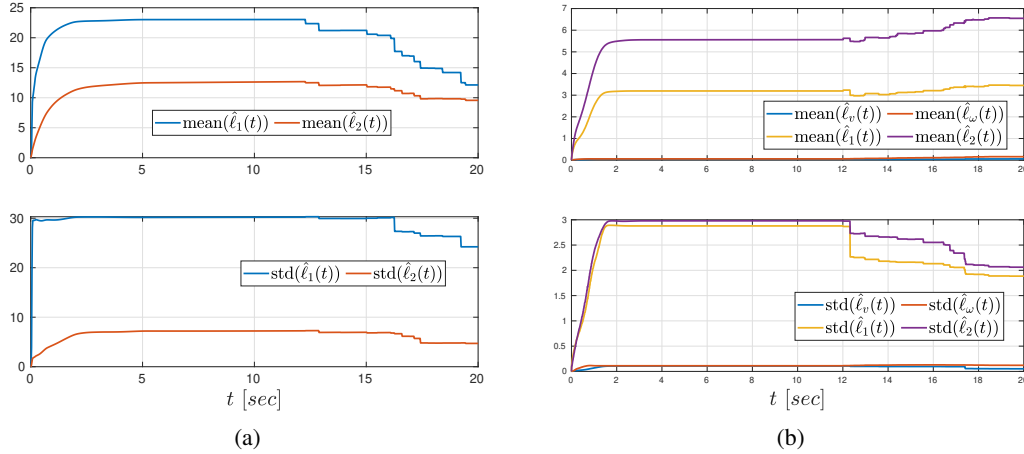 25
20
15
10
5
0
0 5 10 15 20
mean(ℓ̂₁(t)) mean(ℓ̂₂(t))
30
20
10
0
0 5 10 15 20
std(ℓ̂₁(t)) std(ℓ̂₂(t))
t [sec]
(a)
7
6
5
4
3
2
1
0
0 2 4 6 8 10 12 14 16 18 20
mean(ℓ̂ᵥ(t)) mean(ℓ̂_ω(t))
mean(ℓ̂₁(t)) mean(ℓ̂₂(t))
3
2.5
2
1.5
1
0.5
0
0 2 4 6 8 10 12 14 16 18 20
std(ℓ̂ᵥ(t)) std(ℓ̂_ω(t))
std(ℓ̂₁(t)) std(ℓ̂₂(t))
t [sec]
(b)